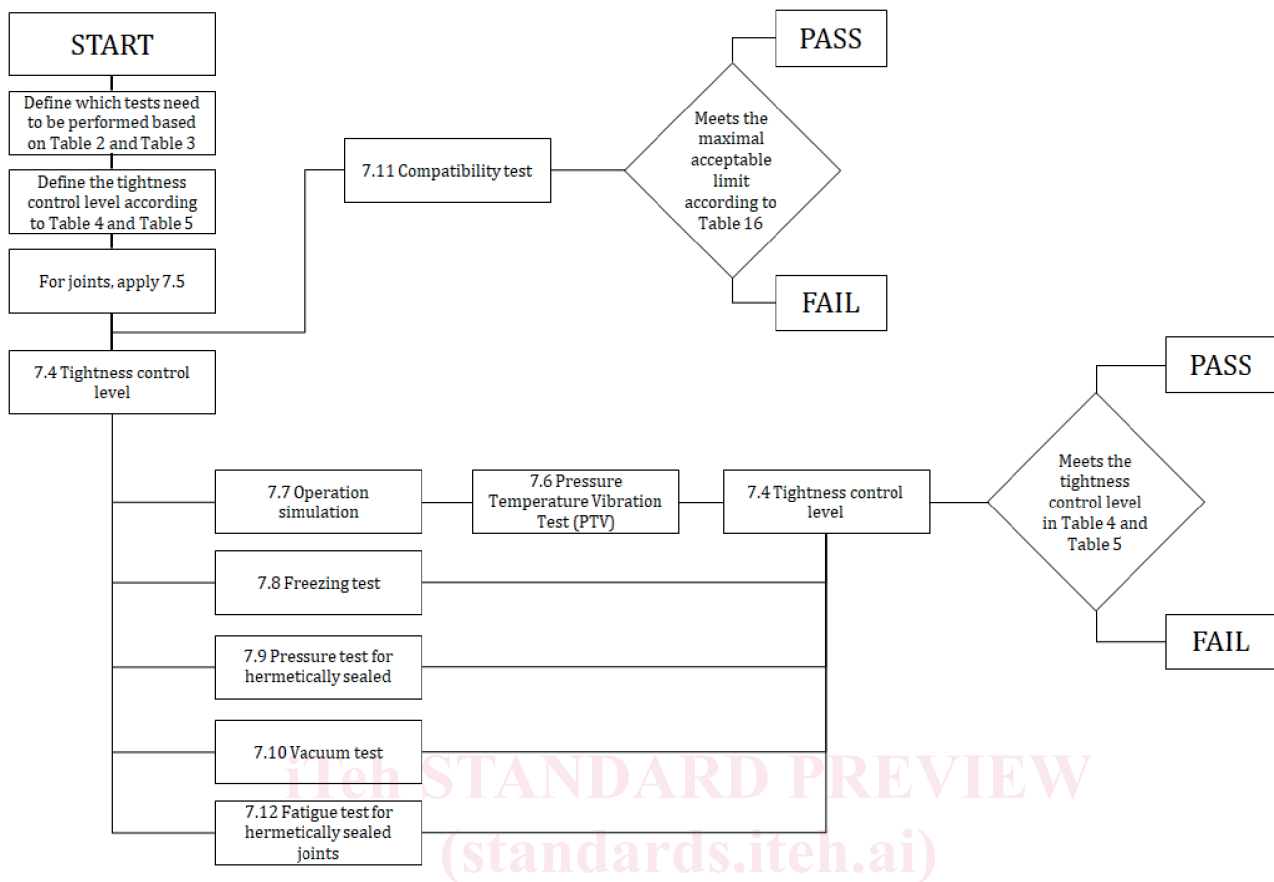 START
Define which tests need
to be performed based
on Table 2 and Table 3
Define the tightness
control level according
to Table 4 and Table 5
For joints, apply 7.5
7.4 Tightness control
level
7.11 Compatibility test
Meets the
maximal
acceptable
limit
according to
Table 16
PASS
FAIL
7.7 Operation
simulation
7.6 Pressure
Temperature Vibration
Test (PTV)
7.4 Tightness control
level
Meets the
tightness
control level
in Table 4 and
Table 5
PASS
FAIL
7.8 Freezing test
7.9 Pressure test for
hermetically sealed
7.10 Vacuum test
7.12 Fatigue test for
hermetically sealed
joints
iTeh STANDARD PREVIEW
(standards.iteh.ai)